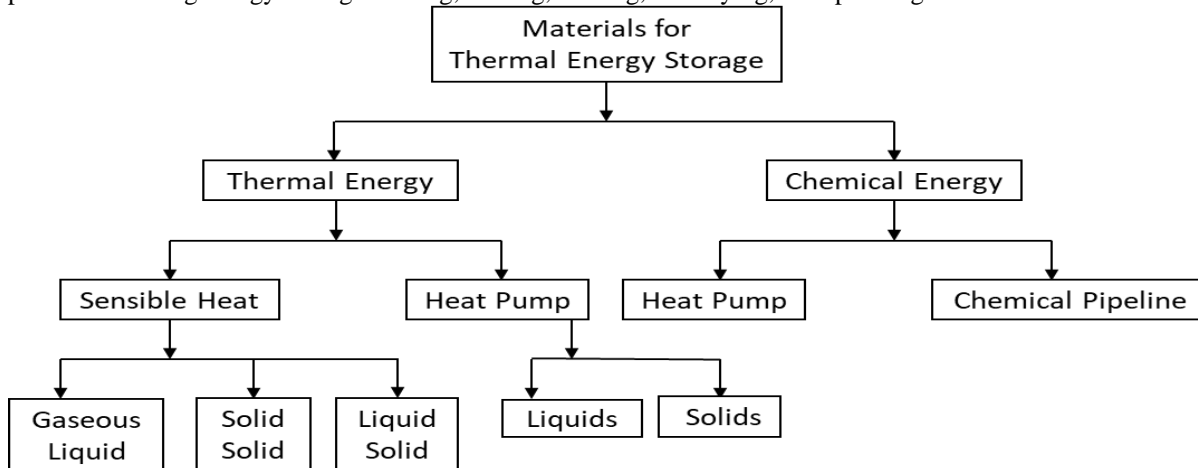 Materials for
Thermal Energy Storage
Thermal Energy
Chemical Energy
Sensible Heat
Heat Pump
Heat Pump
Chemical Pipeline
Gaseous
Liquid
Solid
Solid
Liquid
Solid
Liquids
Solids